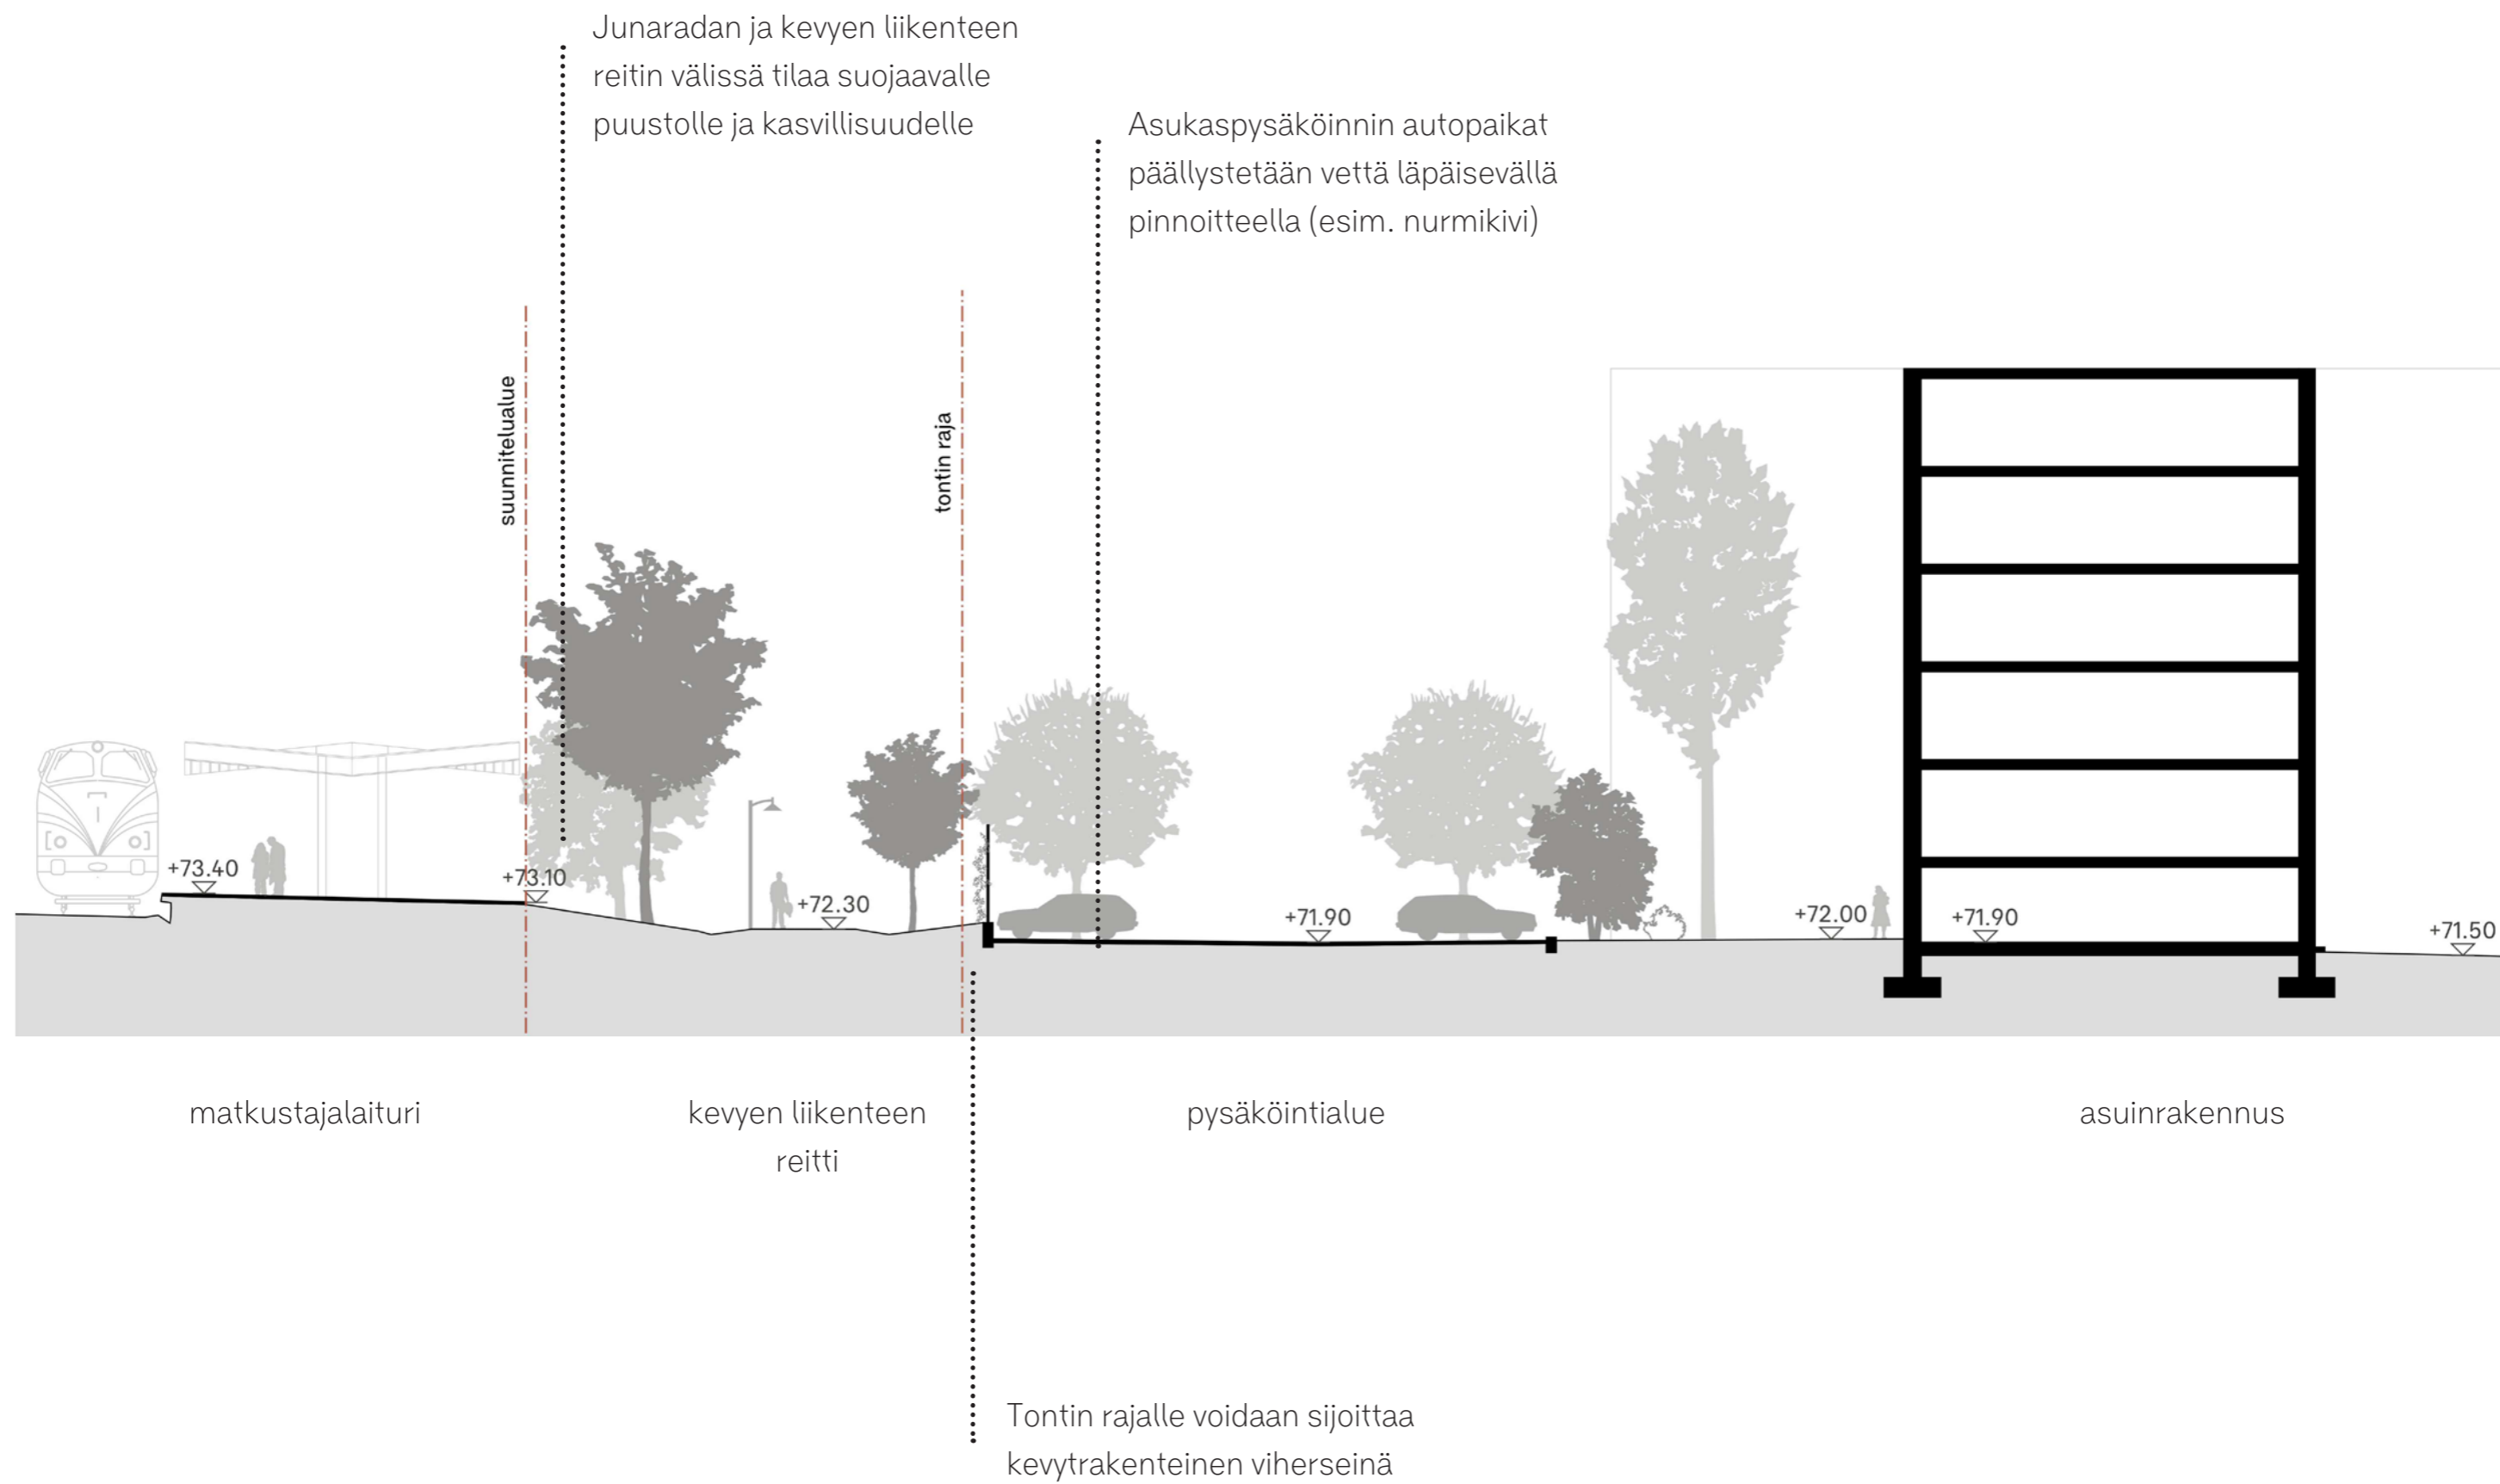 Junaradan ja kevyen liikenteen
reitin välissä tilaa suojaavalle
puustolle ja kasvillisuudelle
Asukaspysäköinnin autopaikat
päällystetään vettä läpäisevällä
pinnoitteella (esim. nurmikivi)
suunnitelualue
tontin raja
+73.40
+73.10
+72.30
+71.90
+72.00
+71.90
+71.50
matkustajalaituri
kevyen liikenteen
reitti
pysäköintialue
asuinrakennus
Tontin rajalle voidaan sijoittaa
kevytrakenteinen viherseinä